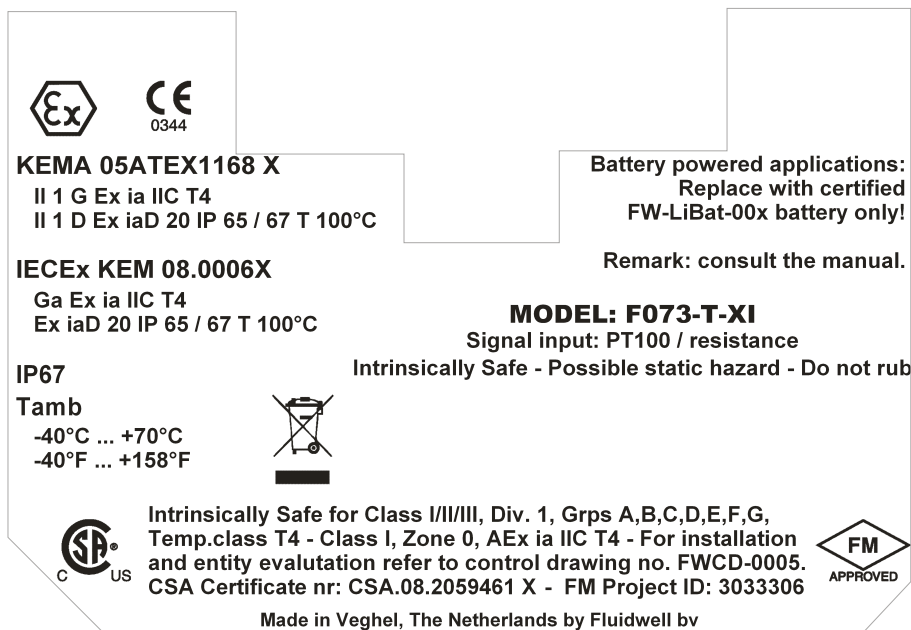 Ex
CE
0344
KEMA 05ATEX1168 X
II 1 G Ex ia IIC T4
II 1 D Ex iaD 20 IP 65 / 67 T 100°C
Battery powered applications:
Replace with certified
FW-LiBat-00x battery only!
Remark: consult the manual.
IECEx KEM 08.0006X
Ga Ex ia IIC T4
Ex iaD 20 IP 65 / 67 T 100°C
MODEL: F073-T-XI
Signal input: PT100 / resistance
Intrinsically Safe - Possible static hazard - Do not rub
IP67
Tamb
-40°C ... +70°C
-40°F ... +158°F
Intrinsically Safe for Class I/II/III, Div. 1, Grps A,B,C,D,E,F,G,
Temp.class T4 - Class I, Zone 0, AEx ia IIC T4 - For installation
and entity evalutation refer to control drawing no. FWCD-0005.
CSA Certificate nr: CSA.08.2059461 X - FM Project ID: 3033306
C SA ® US
FM
APPROVED
Made in Veghel, The Netherlands by Fluidwell bv